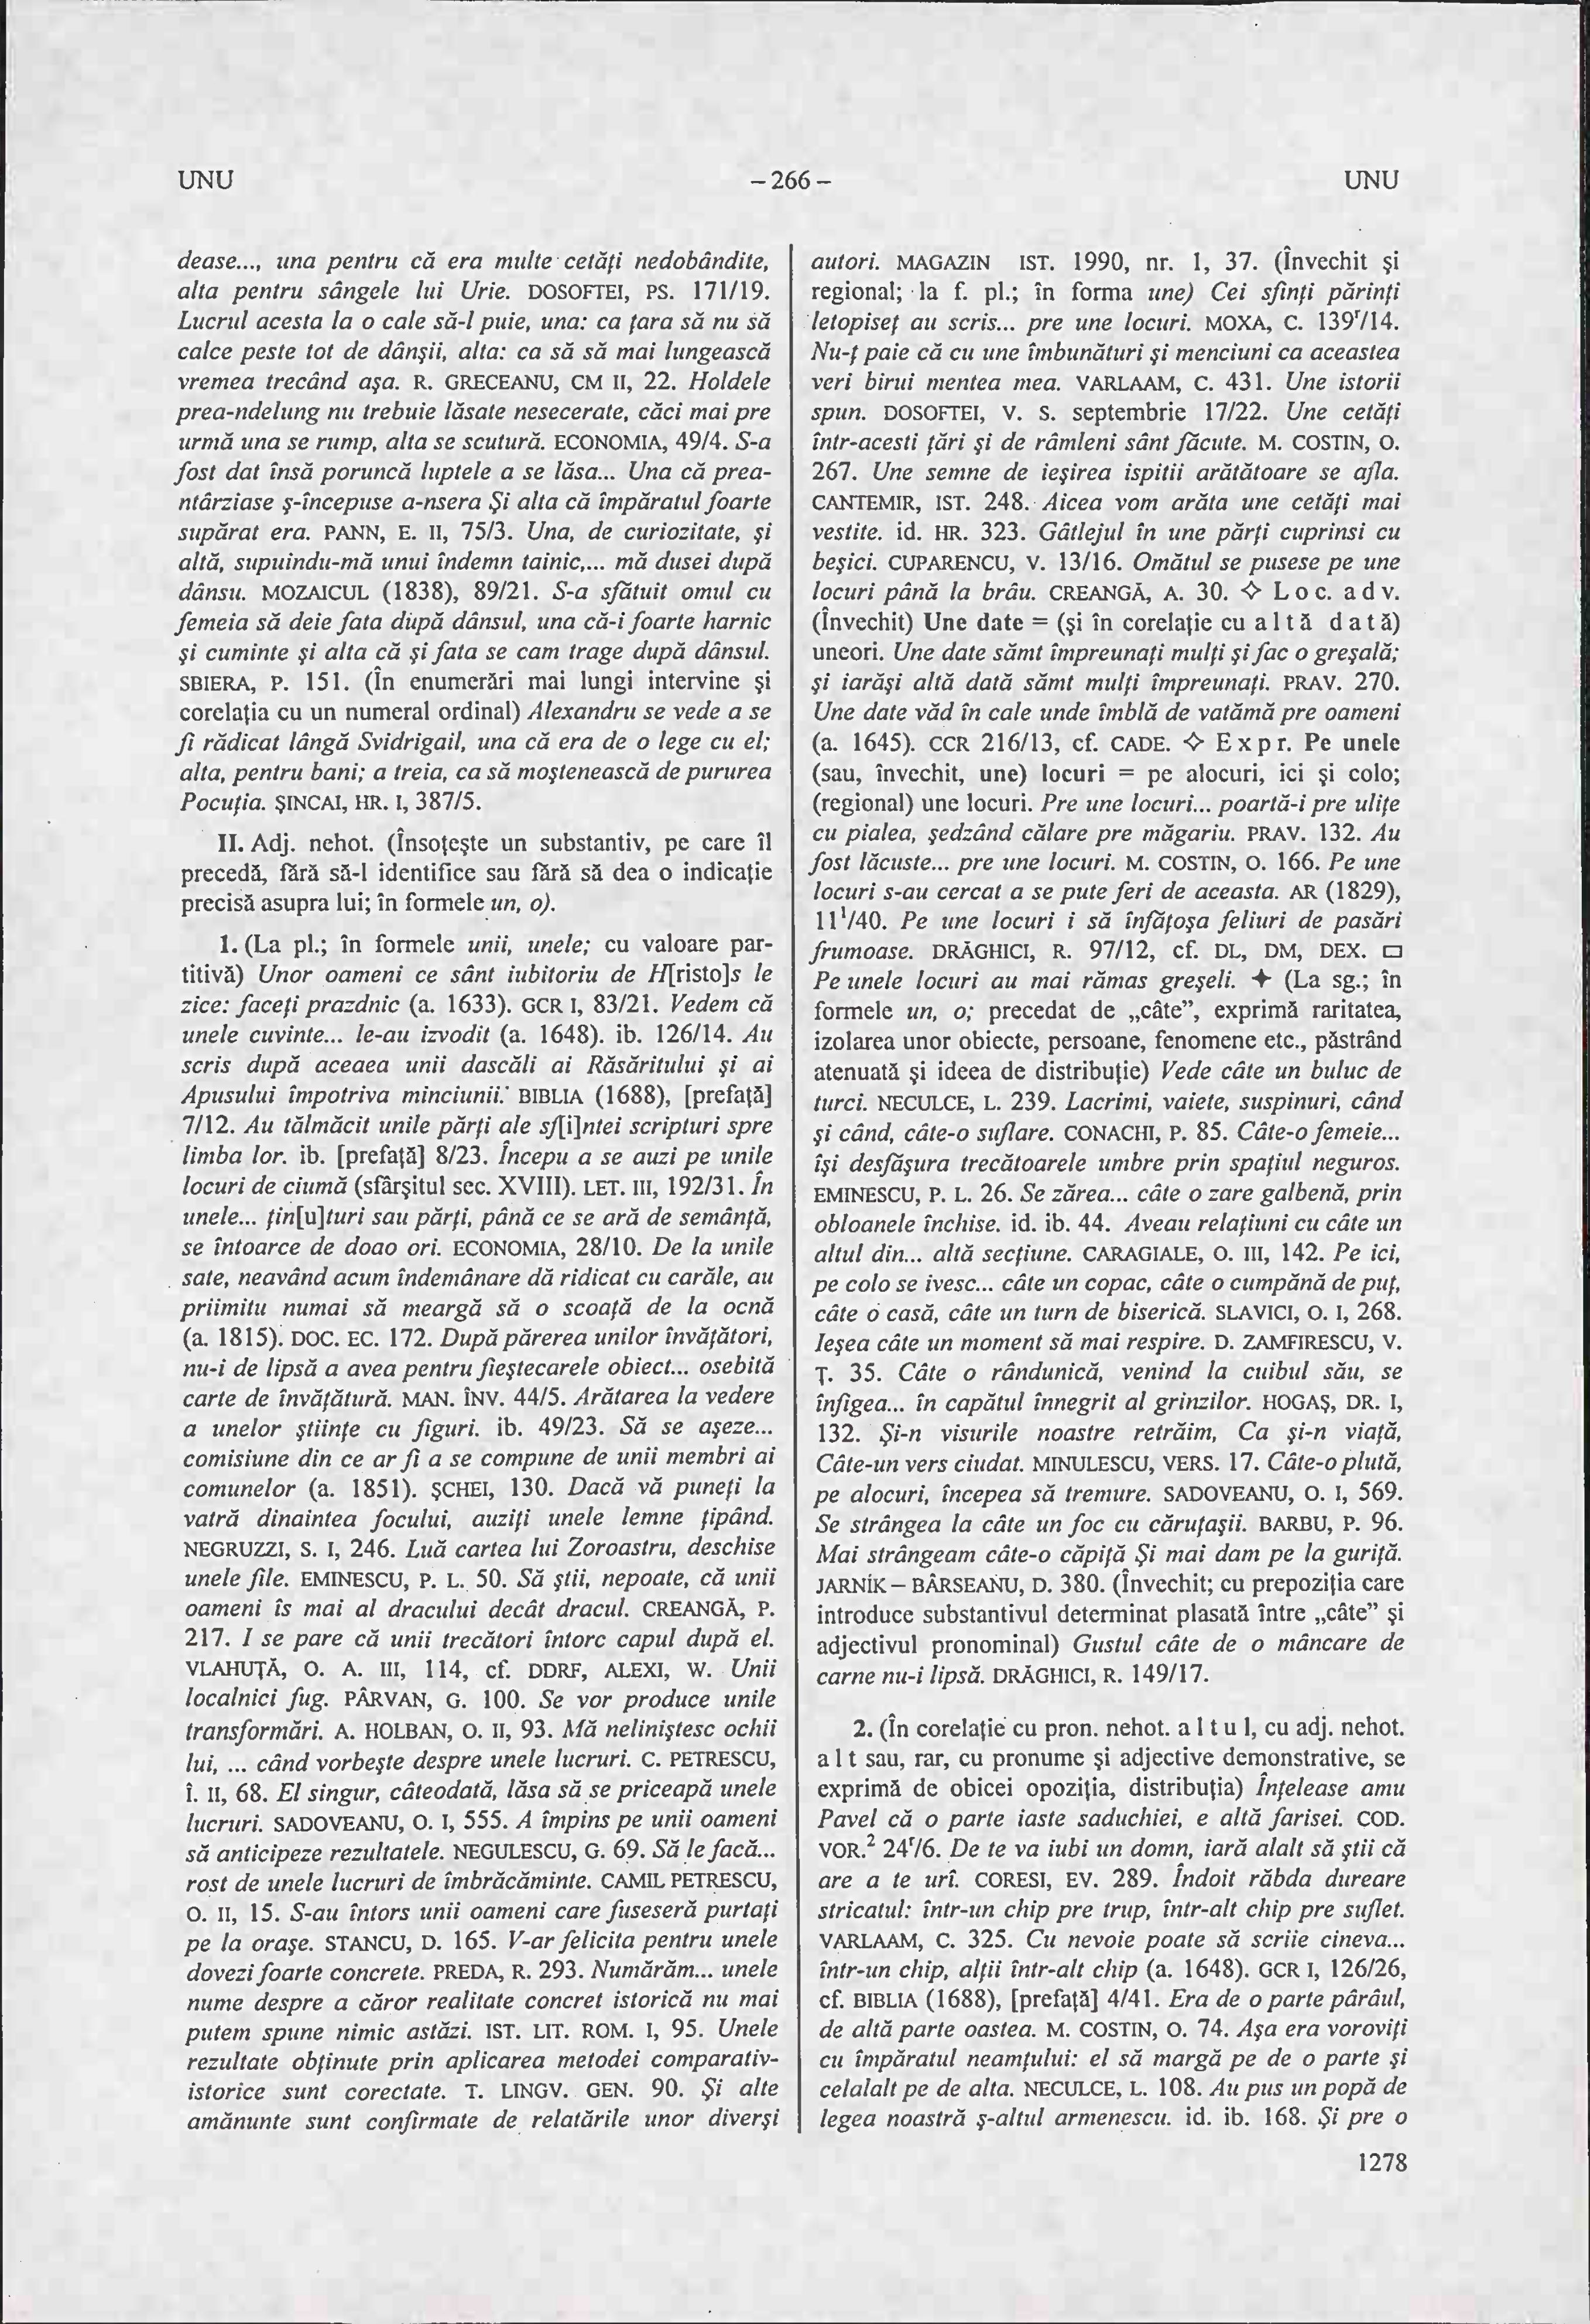 UNU
– 266 –
UNU
dease..., una pentru că era multe cetăţi nedobândite,
alta pentru sângele lui Urie. DOSOFTEI, PS. 171/19.
Lucrul acesta la o cale să-l puie, una: ca ţara să nu să
calce peste tot de dânşii, alta: ca să să mai lungească
vremea trecând aşa. R. GRECEANU, CM II, 22. Holdele
prea-ndelung nu trebuie lăsate nesecerate, căci mai pre
urmă una se rump, alta se scutură. ECONOMIA, 49/4. S-a
fost dat însă poruncă luptele a se lăsa... Una că prea-
ntârziase ş-începuse a-nsera Şi alta că împăratul foarte
supărat era. PANN, E. II, 75/3. Una, de curiozitate, şi
altă, supuindu-mă unui îndemn tainic,... mă dusei după
dânsu. MOZAICUL (1838), 89/21. S-a sfătuit omul cu
femeia să deie fata după dânsul, una că-i foarte harnic
şi cuminte şi alta că şi fata se cam trage după dânsul.
SBIERA, P. 151. (În enumerări mai lungi intervine şi
corelaţia cu un numeral ordinal) Alexandru se vede a se
fi rădicat lângă Svidrigail, una că era de o lege cu el;
alta, pentru bani; a treia, ca să moştenească de pururea
Pocuţia. ŞINCAI, HR. I, 387/5.
II. Adj. nehot. (Însoţeşte un substantiv, pe care îl
precedă, fără să-l identifice sau fără să dea o indicaţie
precisă asupra lui; în formele un, o).
1. (La pl.; în formele unii, unele; cu valoare par-
titivă) Unor oameni ce sânt iubitoriu de H[risto]s le
zice: faceţi prazdnic (a. 1633). GCR I, 83/21. Vedem că
unele cuvinte... le-au izvodit (a. 1648). ib. 126/14. Au
scris după aceaea unii dascăli ai Răsăritului şi ai
Apusului împotriva minciunii. BIBLIA (1688), [prefaţă]
7/12. Au tălmăcit unile părţi ale sf[i]ntei scripturi spre
limba lor. ib. [prefaţă] 8/23. Începu a se auzi pe unile
locuri de ciumă (sfârşitul sec. XVIII). LET. III, 192/31. În
unele... ţin[u]turi sau părţi, până ce se ară de semânţă,
se întoarce de doao ori. ECONOMIA, 28/10. De la unile
sate, neavând acum îndemânare dă ridicat cu carăle, au
priimitu numai să meargă să o scoaţă de la ocnă
(a. 1815). DOC. EC. 172. După părerea unilor învăţători,
nu-i de lipsă a avea pentru fieştecarele obiect... osebită
carte de învăţătură. MAN. ÎNV. 44/5. Arătarea la vedere
a unelor ştiinţe cu figuri. ib. 49/23. Să se aşeze...
comisiune din ce ar fi a se compune de unii membri ai
comunelor (a. 1851). ŞCHEI, 130. Dacă vă puneţi la
vatră dinaintea focului, auziţi unele lemne ţipând.
NEGRUZZI, S. I, 246. Luă cartea lui Zoroastru, deschise
unele file. EMINESCU, P. L. 50. Să ştii, nepoate, că unii
oameni îs mai al dracului decât dracul. CREANGĂ, P.
217. I se pare că unii trecători întorc capul după el.
VLAHUŢĂ, O. A. III, 114, cf. DDRF, ALEXI, W. Unii
localnici fug. PÂRVAN, G. 100. Se vor produce unile
transformări. A. HOLBAN, O. II, 93. Mă neliniştesc ochii
lui, ... când vorbeşte despre unele lucruri. C. PETRESCU,
Î. II, 68. El singur, câteodată, lăsa să se priceapă unele
lucruri. SADOVEANU, O. I, 555. A împins pe unii oameni
să anticipeze rezultatele. NEGULESCU, G. 69. Să le facă...
rost de unele lucruri de îmbrăcăminte. CAMIL PETRESCU,
O. II, 15. S-au întors unii oameni care fuseseră purtaţi
pe la oraşe. STANCU, D. 165. V-ar felicita pentru unele
dovezi foarte concrete. PREDA, R. 293. Numărăm... unele
nume despre a căror realitate concret istorică nu mai
putem spune nimic astăzi. IST. LIT. ROM. I, 95. Unele
rezultate obţinute prin aplicarea metodei comparativ-
istorice sunt corectate. T. LINGV. GEN. 90. Şi alte
amănunte sunt confirmate de relatările unor diverşi
autori. MAGAZIN IST. 1990, nr. 1, 37. (Învechit şi
regional; la f. pl.; în forma une) Cei sfinţi părinţi
letopiseţ au scris... pre une locuri. MOXA, C. 139ʳ/14.
Nu-ţ paie că cu une îmbunături şi menciuni ca aceastea
veri birui mentea mea. VARLAAM, C. 431. Une istorii
spun. DOSOFTEI, V. S. septembrie 17/22. Une cetăţi
într-acesti ţări şi de râmleni sânt făcute. M. COSTIN, O.
267. Une semne de ieşirea ispitii arătătoare se afla.
CANTEMIR, IST. 248. Aicea vom arăta une cetăţi mai
vestite. id. HR. 323. Gâtlejul în une părţi cuprinsi cu
beşici. CUPARENCU, V. 13/16. Omătul se pusese pe une
locuri până la brâu. CREANGĂ, A. 30. ◇ L o c. a d v.
(Învechit) Une date = (şi în corelaţie cu a l t ă d a t ă)
uneori. Une date sămt împreunaţi mulţi şi fac o greşală;
şi iarăşi altă dată sămt mulţi împreunaţi. PRAV. 270.
Une date văd în cale unde îmblă de vatămă pre oameni
(a. 1645). CCR 216/13, cf. CADE. ◇ E x p r. Pe unele
(sau, învechit, une) locuri = pe alocuri, ici şi colo;
(regional) une locuri. Pre une locuri... poartă-i pre uliţe
cu pialea, şedzând călare pre măgariu. PRAV. 132. Au
fost lăcuste... pre une locuri. M. COSTIN, O. 166. Pe une
locuri s-au cercat a se pute feri de aceasta. AR (1829),
11¹/40. Pe une locuri i să înfăţoşa feliuri de pasări
frumoase. DRĂGHICI, R. 97/12, cf. DL, DM, DEX. □
Pe unele locuri au mai rămas greşeli. ✦ (La sg.; în
formele un, o; precedat de „câte”, exprimă raritatea,
izolarea unor obiecte, persoane, fenomene etc., păstrând
atenuată şi ideea de distribuţie) Vede câte un buluc de
turci. NECULCE, L. 239. Lacrimi, vaiete, suspinuri, când
şi când, câte-o suflare. CONACHI, P. 85. Câte-o femeie...
îşi desfăşura trecătoarele umbre prin spaţiul neguros.
EMINESCU, P. L. 26. Se zărea... câte o zare galbenă, prin
obloanele închise. id. ib. 44. Aveau relaţiuni cu câte un
altul din... altă secţiune. CARAGIALE, O. III, 142. Pe ici,
pe colo se ivesc... câte un copac, câte o cumpănă de puţ,
câte o casă, câte un turn de biserică. SLAVICI, O. I, 268.
Ieşea câte un moment să mai respire. D. ZAMFIRESCU, V.
Ţ. 35. Câte o rândunică, venind la cuibul său, se
înfigea... în capătul înnegrit al grinzilor. HOGAŞ, DR. I,
132. Şi-n visurile noastre retrăim, Ca şi-n viaţă,
Câte-un vers ciudat. MINULESCU, VERS. 17. Câte-o plută,
pe alocuri, începea să tremure. SADOVEANU, O. I, 569.
Se strângea la câte un foc cu căruţaşii. BARBU, P. 96.
Mai strângeam câte-o căpiţă Şi mai dam pe la guriţă.
JARNÍK – BÂRSEANU, D. 380. (Învechit; cu prepoziţia care
introduce substantivul determinat plasată între „câte” şi
adjectivul pronominal) Gustul câte de o mâncare de
carne nu-i lipsă. DRĂGHICI, R. 149/17.
2. (În corelaţie cu pron. nehot. a l t u l, cu adj. nehot.
a l t sau, rar, cu pronume şi adjective demonstrative, se
exprimă de obicei opoziţia, distribuţia) Înţelease amu
Pavel că o parte iaste saduchiei, e altă farisei. COD.
VOR.² 24ʳ/6. De te va iubi un domn, iară alalt să ştii că
are a te urî. CORESI, EV. 289. Îndoit răbda dureare
stricatul: într-un chip pre trup, într-alt chip pre suflet.
VARLAAM, C. 325. Cu nevoie poate să scriie cineva...
într-un chip, alţii într-alt chip (a. 1648). GCR I, 126/26,
cf. BIBLIA (1688), [prefaţă] 4/41. Era de o parte pârâul,
de altă parte oastea. M. COSTIN, O. 74. Aşa era voroviţi
cu împăratul neamţului: el să margă pe de o parte şi
celalalt pe de alta. NECULCE, L. 108. Au pus un popă de
legea noastră ş-altul armenescu. id. ib. 168. Şi pre o
1278